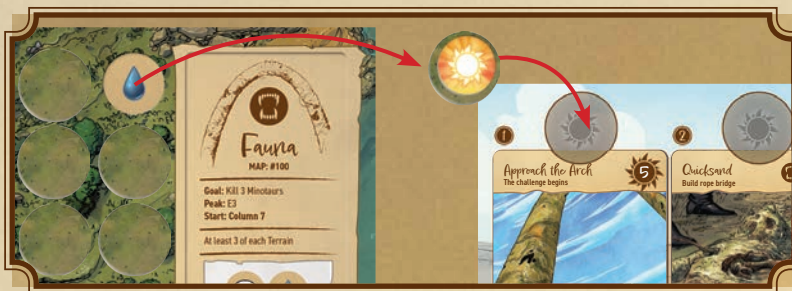 Fauna
MAP: #100
Goal: Kill 3 Minotaurs
Peak: E3
Start: Column 7
At least 3 of each Terrain
1
Approach the Arch
The challenge begins
5
2
Quicksand
Build rope bridge